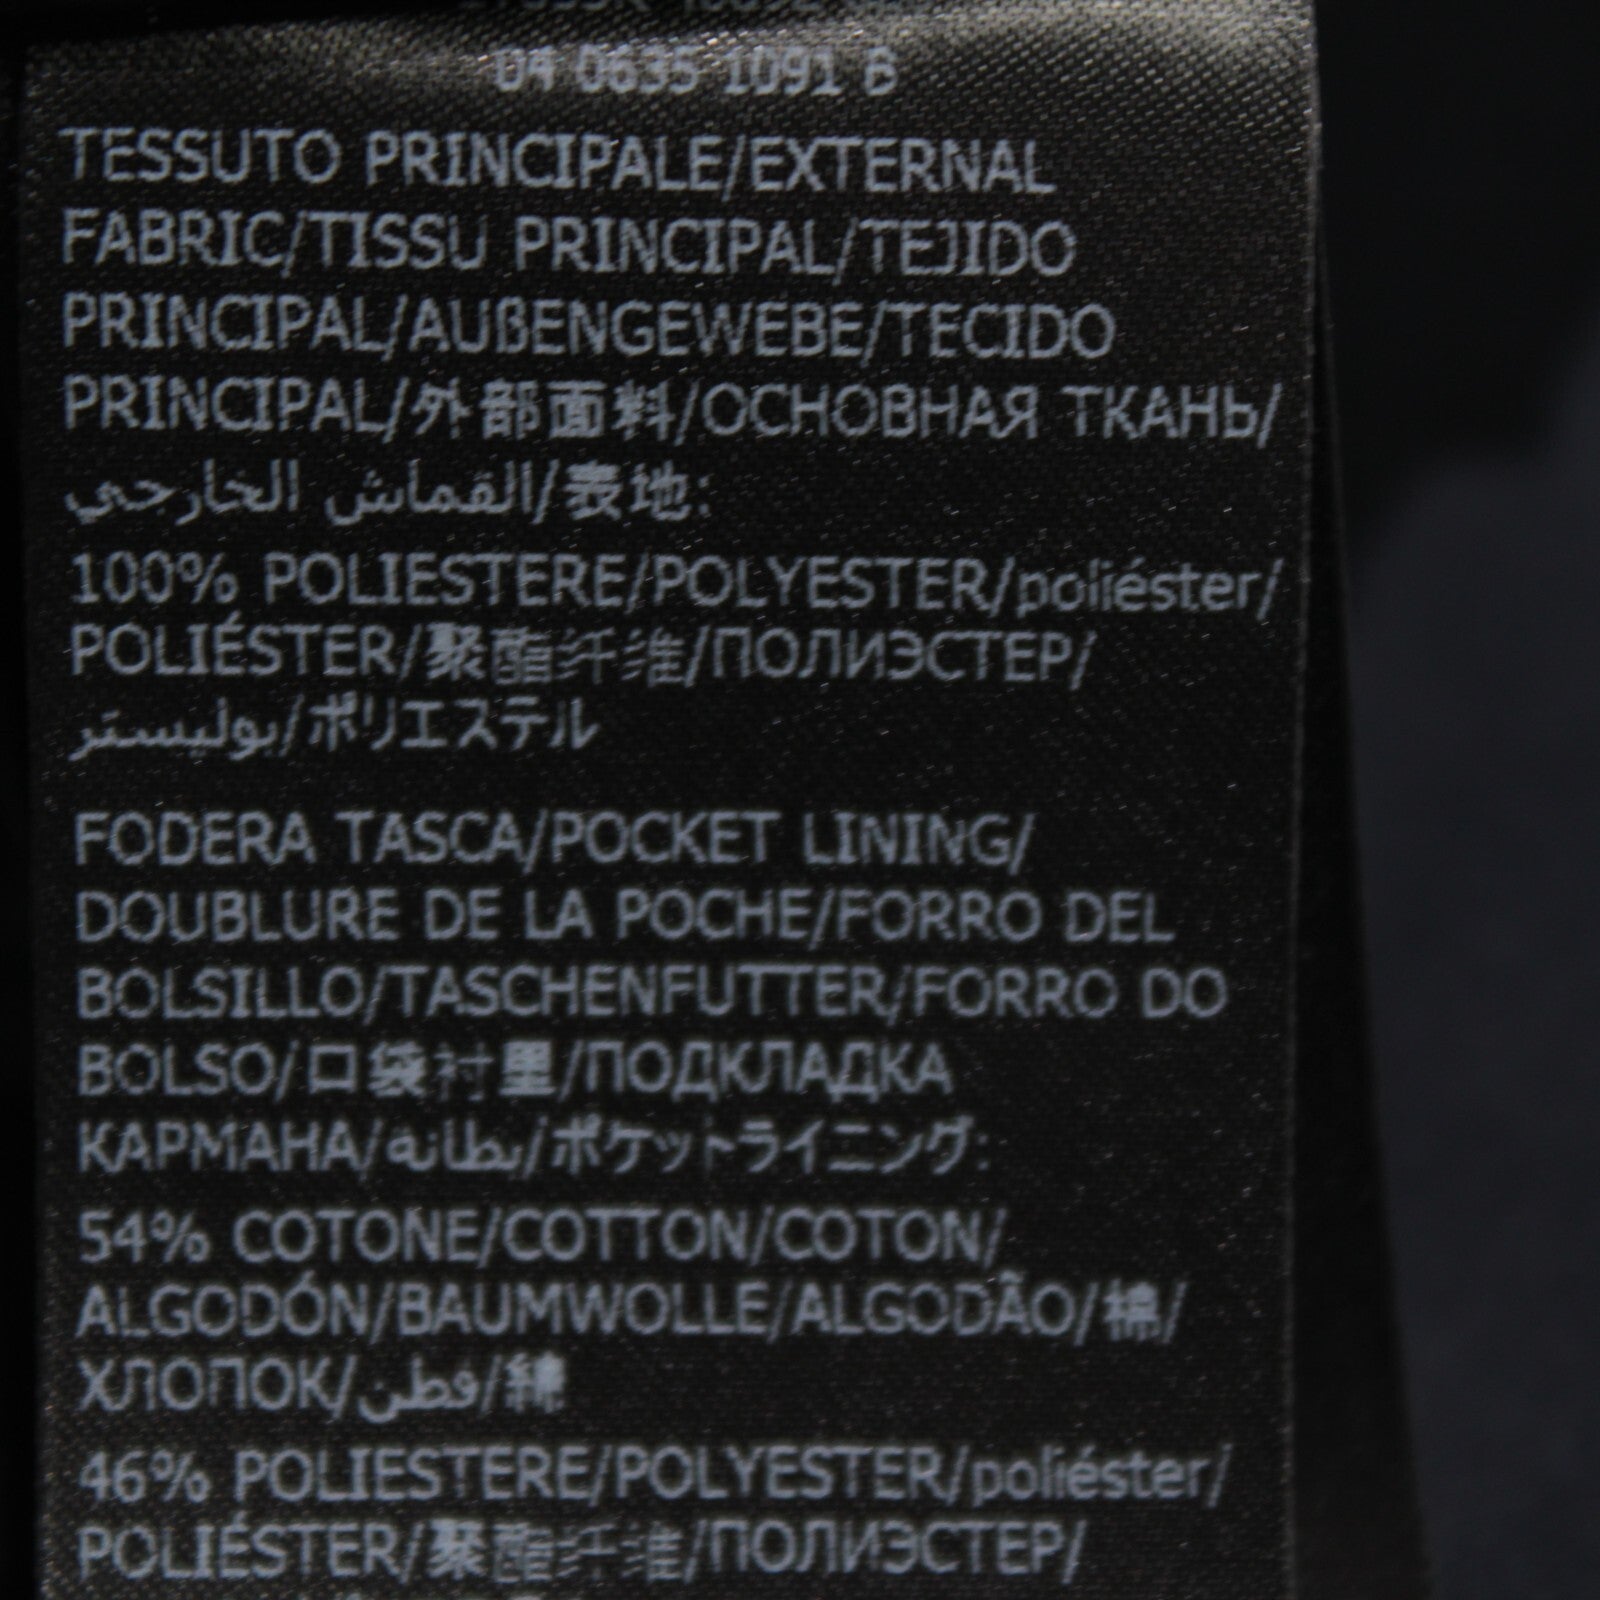 04 0635 1091 B
TESSUTO PRINCIPALE/EXTERNAL
FABRIC/TISSU PRINCIPAL/TEJIDO
PRINCIPAL/AUßENGEWEBE/TECIDO
PRINCIPAL/外部面料/ОСНОВНАЯ ТКАНЬ/
القماش الخارجي/表地:
100% POLIESTERE/POLYESTER/poliéster/
POLIÉSTER/聚酯纤维/ПОЛИЭСТЕР/
بوليستر/ポリエステル
FODERA TASCA/POCKET LINING/
DOUBLURE DE LA POCHE/FORRO DEL
BOLSILLO/TASCHENFUTTER/FORRO DO
BOLSO/口袋衬里/ПОДКЛАДКА
КАРМАНА/بطانه/ポケットライニング:
54% COTONE/COTTON/COTON/
ALGODÓN/BAUMWOLLE/ALGODÃO/棉/
ХЛОПОК/قطن/綿
46% POLIESTERE/POLYESTER/poliéster/
POLIÉSTER/聚酯纤维/ПОЛИЭСТЕР/